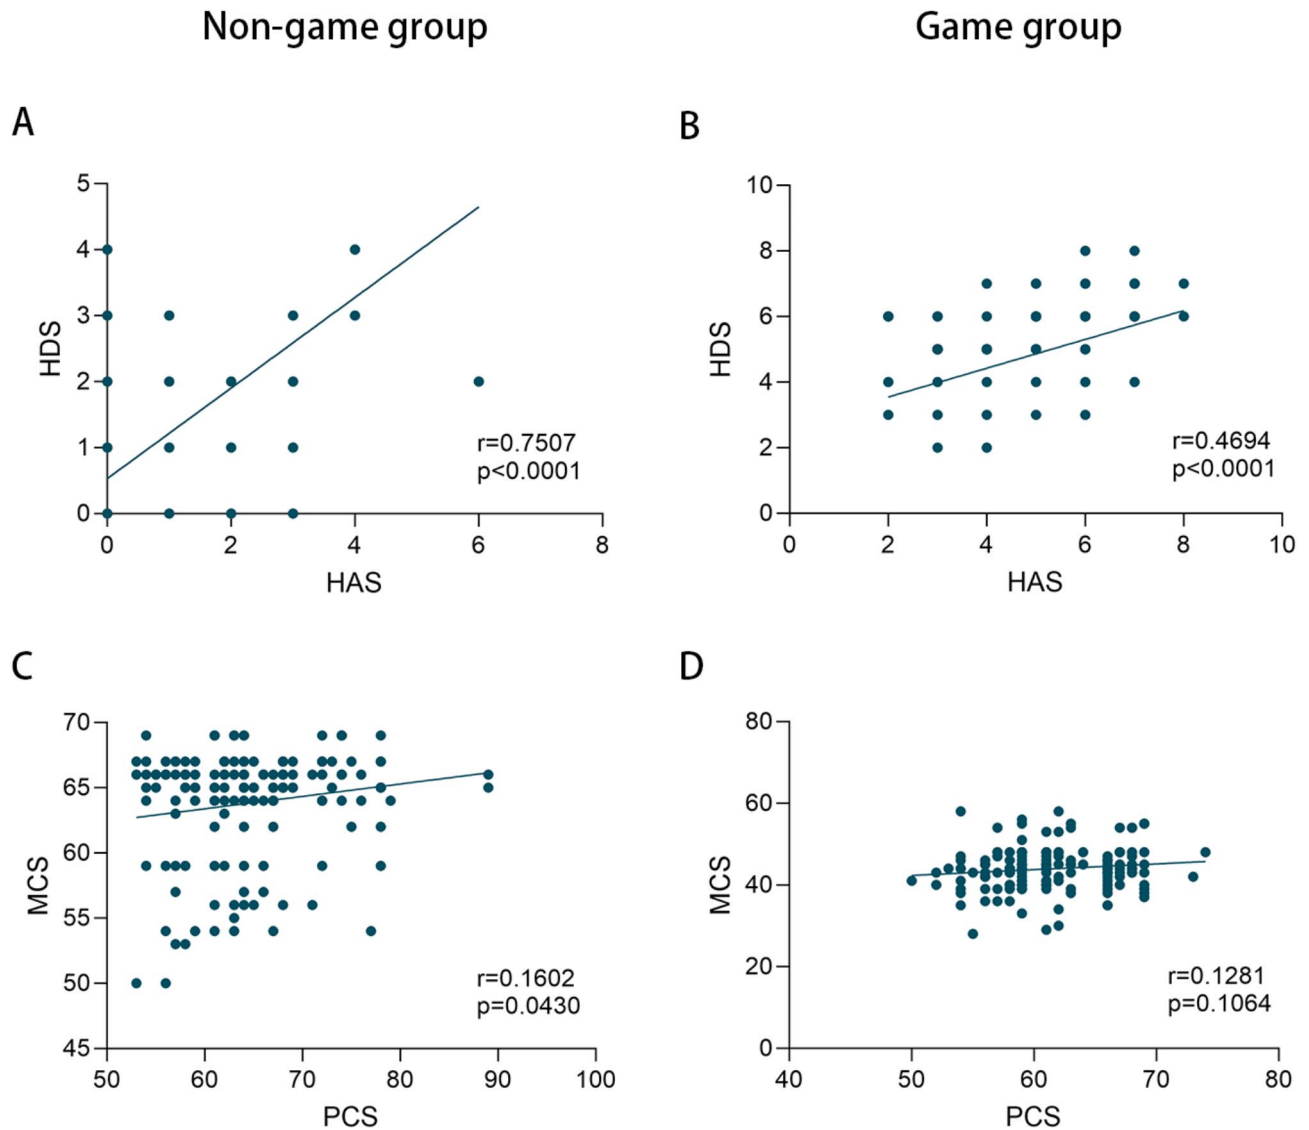 Non-game group
Game group
A
B
5
4
3
2
1
0
HDS
0
2
4
6
8
HAS
r=0.7507
p<0.0001
10
8
6
4
2
0
HDS
0
2
4
6
8
10
HAS
r=0.4694
p<0.0001
C
D
70
65
60
55
50
45
MCS
50
60
70
80
90
100
PCS
r=0.1602
p=0.0430
80
60
40
20
0
MCS
40
50
60
70
80
PCS
r=0.1281
p=0.1064